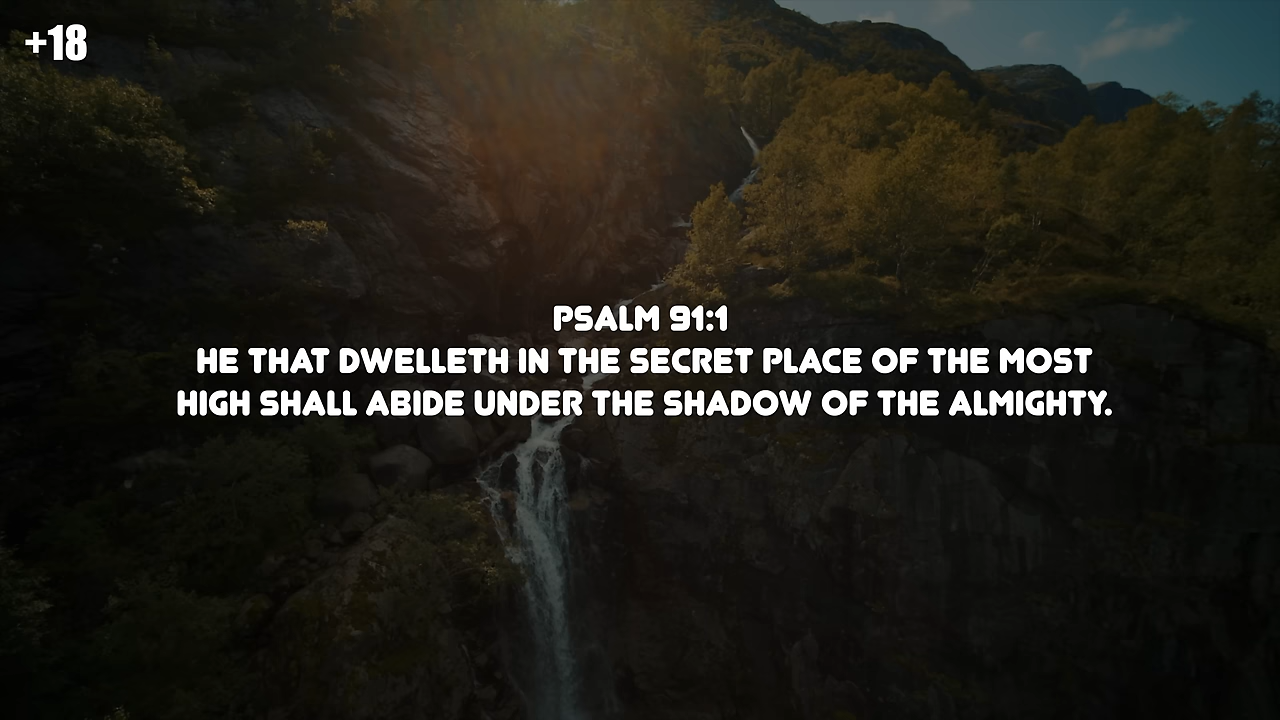 +18
PSALM 91:1
HE THAT DWELLETH IN THE SECRET PLACE OF THE MOST
HIGH SHALL ABIDE UNDER THE SHADOW OF THE ALMIGHTY.